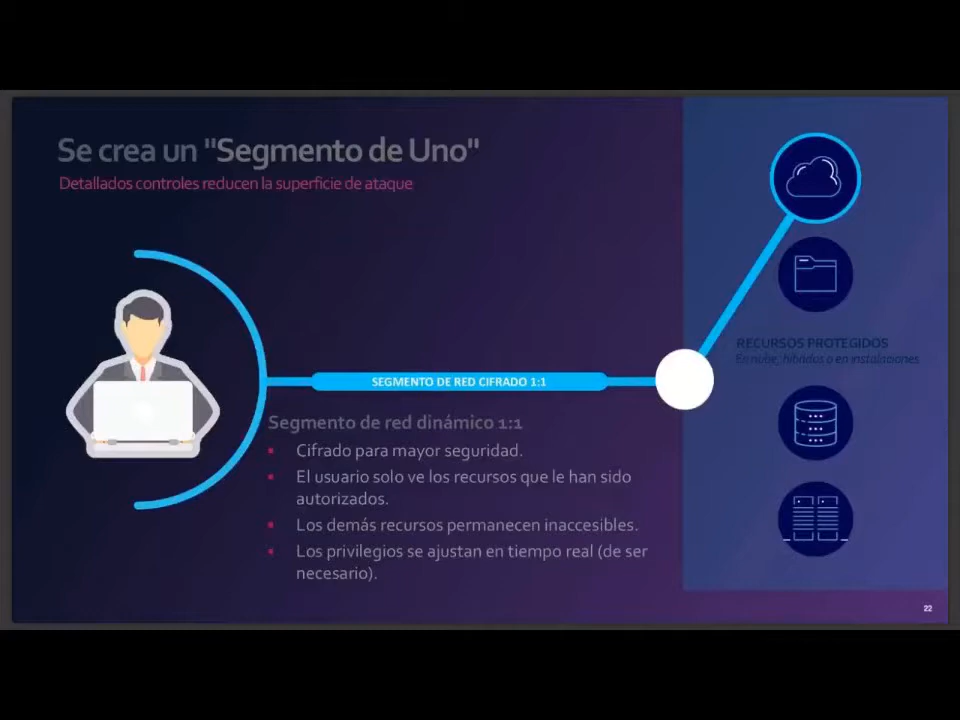 Se crea un "Segmento de Uno"
Detallados controles reducen la superficie de ataque
RECURSOS PROTEGIDOS
En nube, híbridos o en instalaciones
SEGMENTO DE RED CIFRADO 1:1
Segmento de red dinámico 1:1
▪ Cifrado para mayor seguridad.
▪ El usuario solo ve los recursos que le han sido
autorizados.
▪ Los demás recursos permanecen inaccesibles.
▪ Los privilegios se ajustan en tiempo real (de ser
necesario).
22